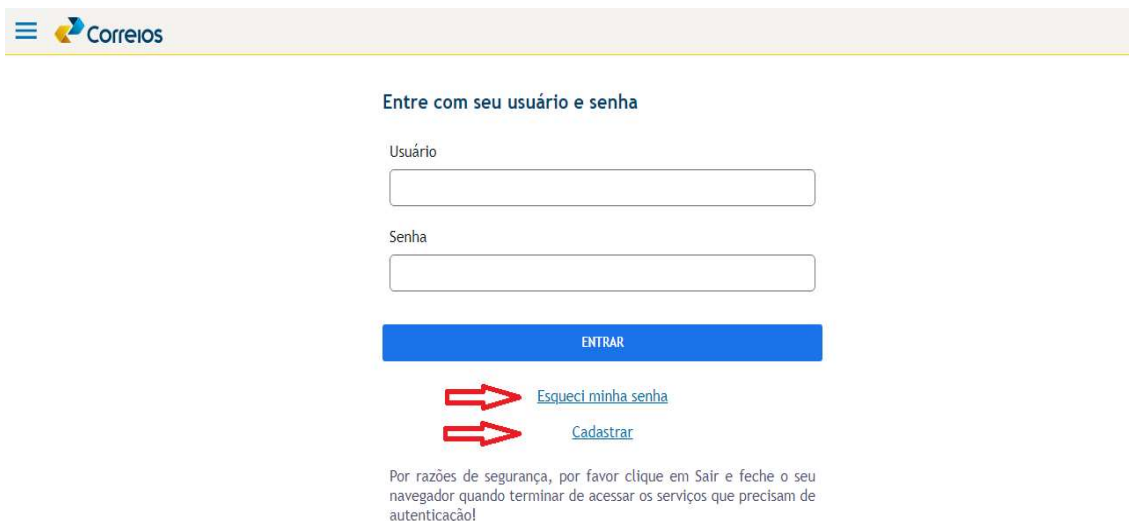 Correios
Entre com seu usuário e senha
Usuário
Senha
ENTRAR
Esqueci minha senha
Cadastrar
Por razões de segurança, por favor clique em Sair e feche o seu
navegador quando terminar de acessar os serviços que precisam de
autenticação!